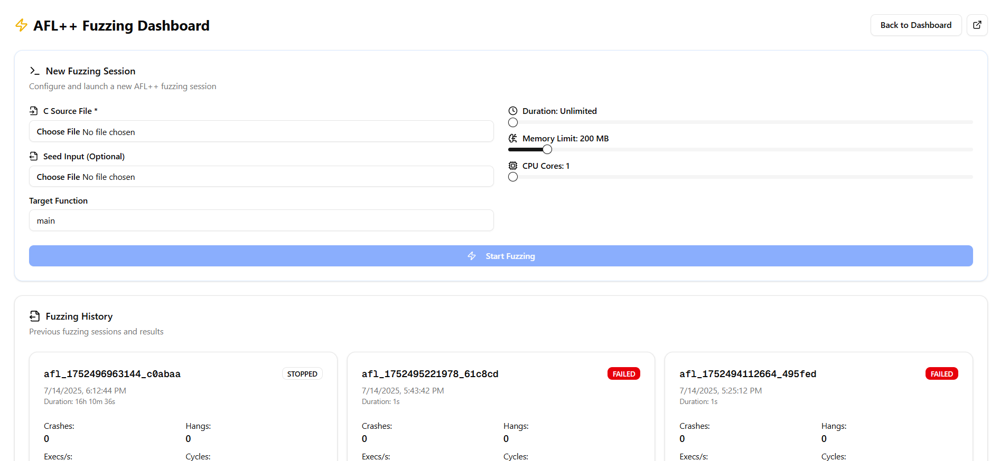 AFL++ Fuzzing Dashboard
Back to Dashboard
New Fuzzing Session
Configure and launch a new AFL++ fuzzing session
C Source File *
Choose File No file chosen
Seed Input (Optional)
Choose File No file chosen
Target Function
main
Duration: Unlimited
Memory Limit: 200 MB
CPU Cores: 1
Start Fuzzing
Fuzzing History
Previous fuzzing sessions and results
afl_1752496963144_c0abaa
STOPPED
7/14/2025, 6:12:44 PM
Duration: 16h 10m 36s
Crashes:
0
Hangs:
0
Execs/s:
Cycles:
afl_1752495221978_61c8cd
FAILED
7/14/2025, 5:43:42 PM
Duration: 1s
Crashes:
0
Hangs:
0
Execs/s:
Cycles:
afl_1752494112664_495fed
FAILED
7/14/2025, 5:25:12 PM
Duration: 1s
Crashes:
0
Hangs:
0
Execs/s:
Cycles: